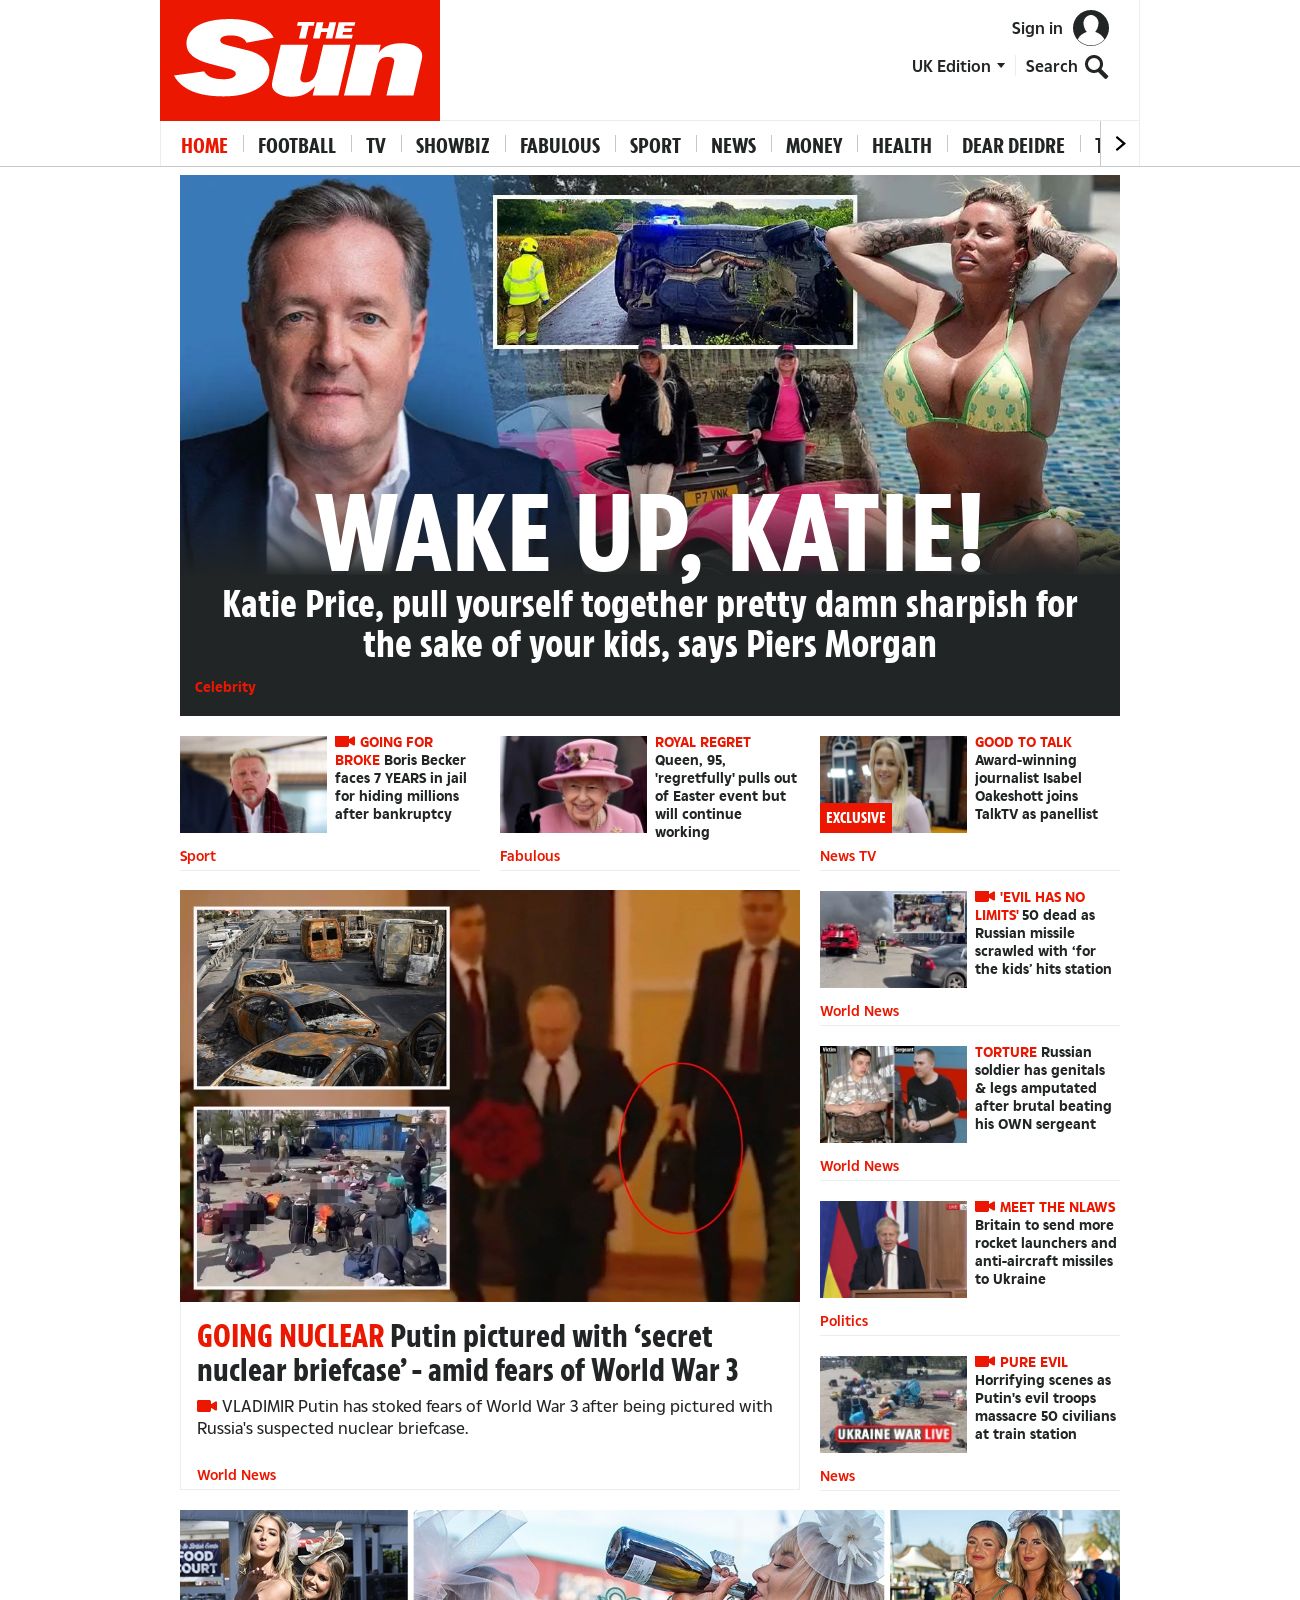 THE
Sun
Sign in
UK Edition
Search
HOME
FOOTBALL
TV
SHOWBIZ
FABULOUS
SPORT
NEWS
MONEY
HEALTH
DEAR DEIDRE
P7 VNK
WAKE UP, KATIE!
Katie Price, pull yourself together pretty damn sharpish for
the sake of your kids, says Piers Morgan
Celebrity
GOING FOR
BROKE Boris Becker
faces 7 YEARS in jail
for hiding millions
after bankruptcy
Sport
ROYAL REGRET
Queen, 95,
'regretfully' pulls out
of Easter event but
will continue
working
Fabulous
EXCLUSIVE
GOOD TO TALK
Award-winning
journalist Isabel
Oakeshott joins
TalkTV as panellist
News TV
GOING NUCLEAR Putin pictured with ‘secret
nuclear briefcase’ - amid fears of World War 3
VLADIMIR Putin has stoked fears of World War 3 after being pictured with
Russia's suspected nuclear briefcase.
World News
'EVIL HAS NO
LIMITS' 50 dead as
Russian missile
scrawled with ‘for
the kids’ hits station
World News
Victim
Sergeant
TORTURE Russian
soldier has genitals
& legs amputated
after brutal beating
his OWN sergeant
World News
LIVE
MEET THE NLAWS
Britain to send more
rocket launchers and
anti-aircraft missiles
to Ukraine
Politics
UKRAINE WAR LIVE
PURE EVIL
Horrifying scenes as
Putin's evil troops
massacre 50 civilians
at train station
News
FOOD
COURT